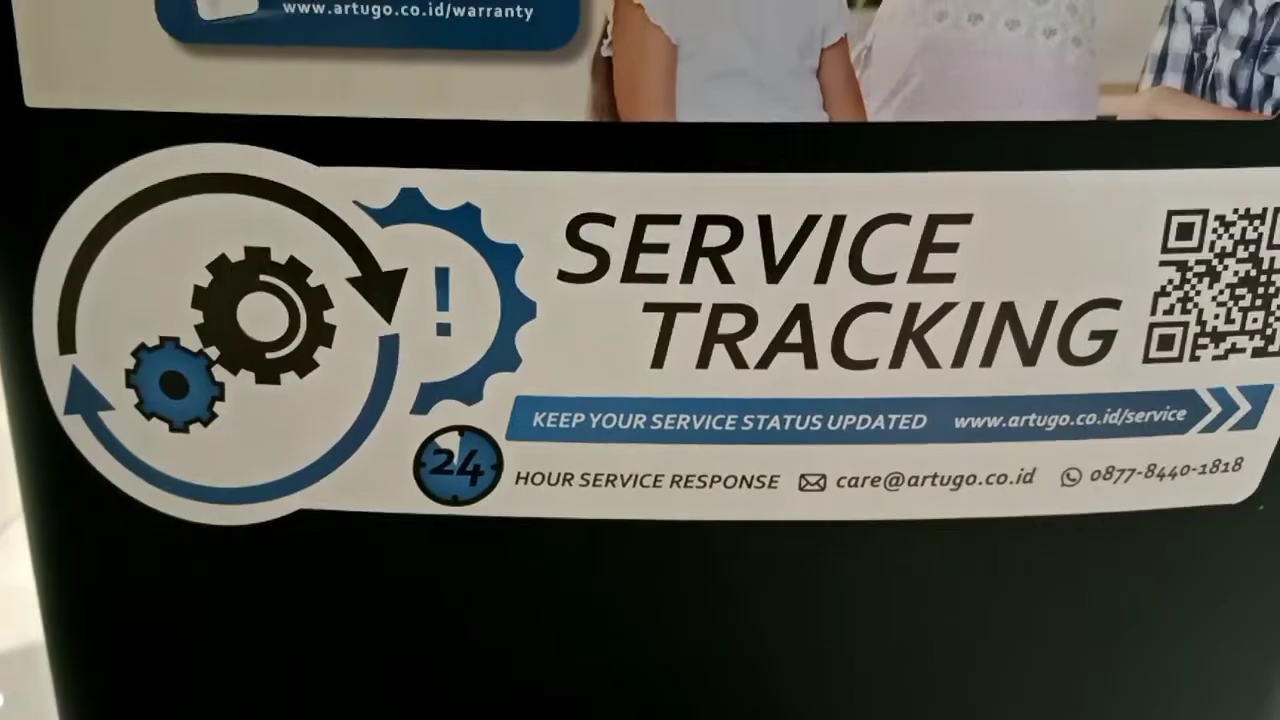 www.artugo.co.id/warranty
!
SERVICE
TRACKING
KEEP YOUR SERVICE STATUS UPDATED www.artugo.co.id/service
24 HOUR SERVICE RESPONSE care@artugo.co.id 0877-8440-1818